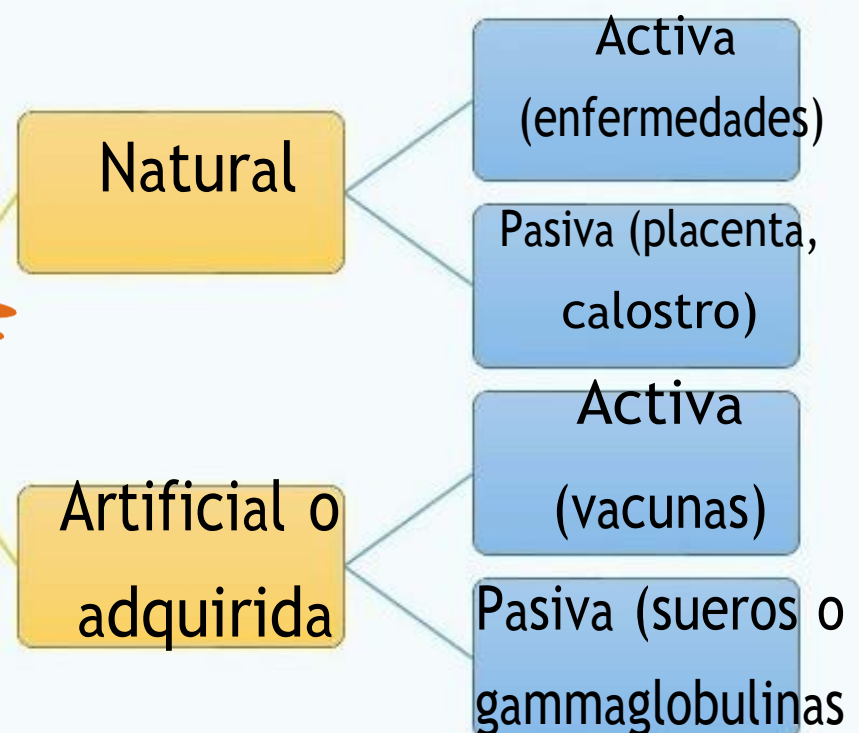 Natural
Activa
(enfermedades)
Pasiva (placenta,
calostro)
Artificial o
adquirida
Activa
(vacunas)
Pasiva (sueros o
gammaglobulinas